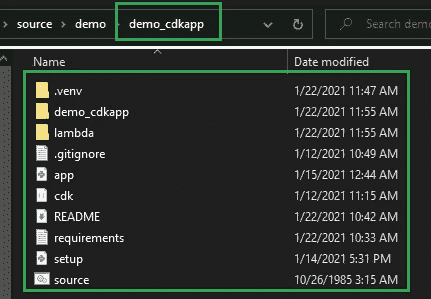 source > demo > demo_cdkapp Search demo
Name Date modified
.venv 1/22/2021 11:47 AM
demo_cdkapp 1/22/2021 11:55 AM
lambda 1/22/2021 11:55 AM
.gitignore 1/12/2021 10:49 AM
app 1/15/2021 12:44 AM
cdk 1/12/2021 11:15 AM
README 1/22/2021 10:42 AM
requirements 1/22/2021 10:33 AM
setup 1/14/2021 5:31 PM
source 10/26/1985 3:15 AM